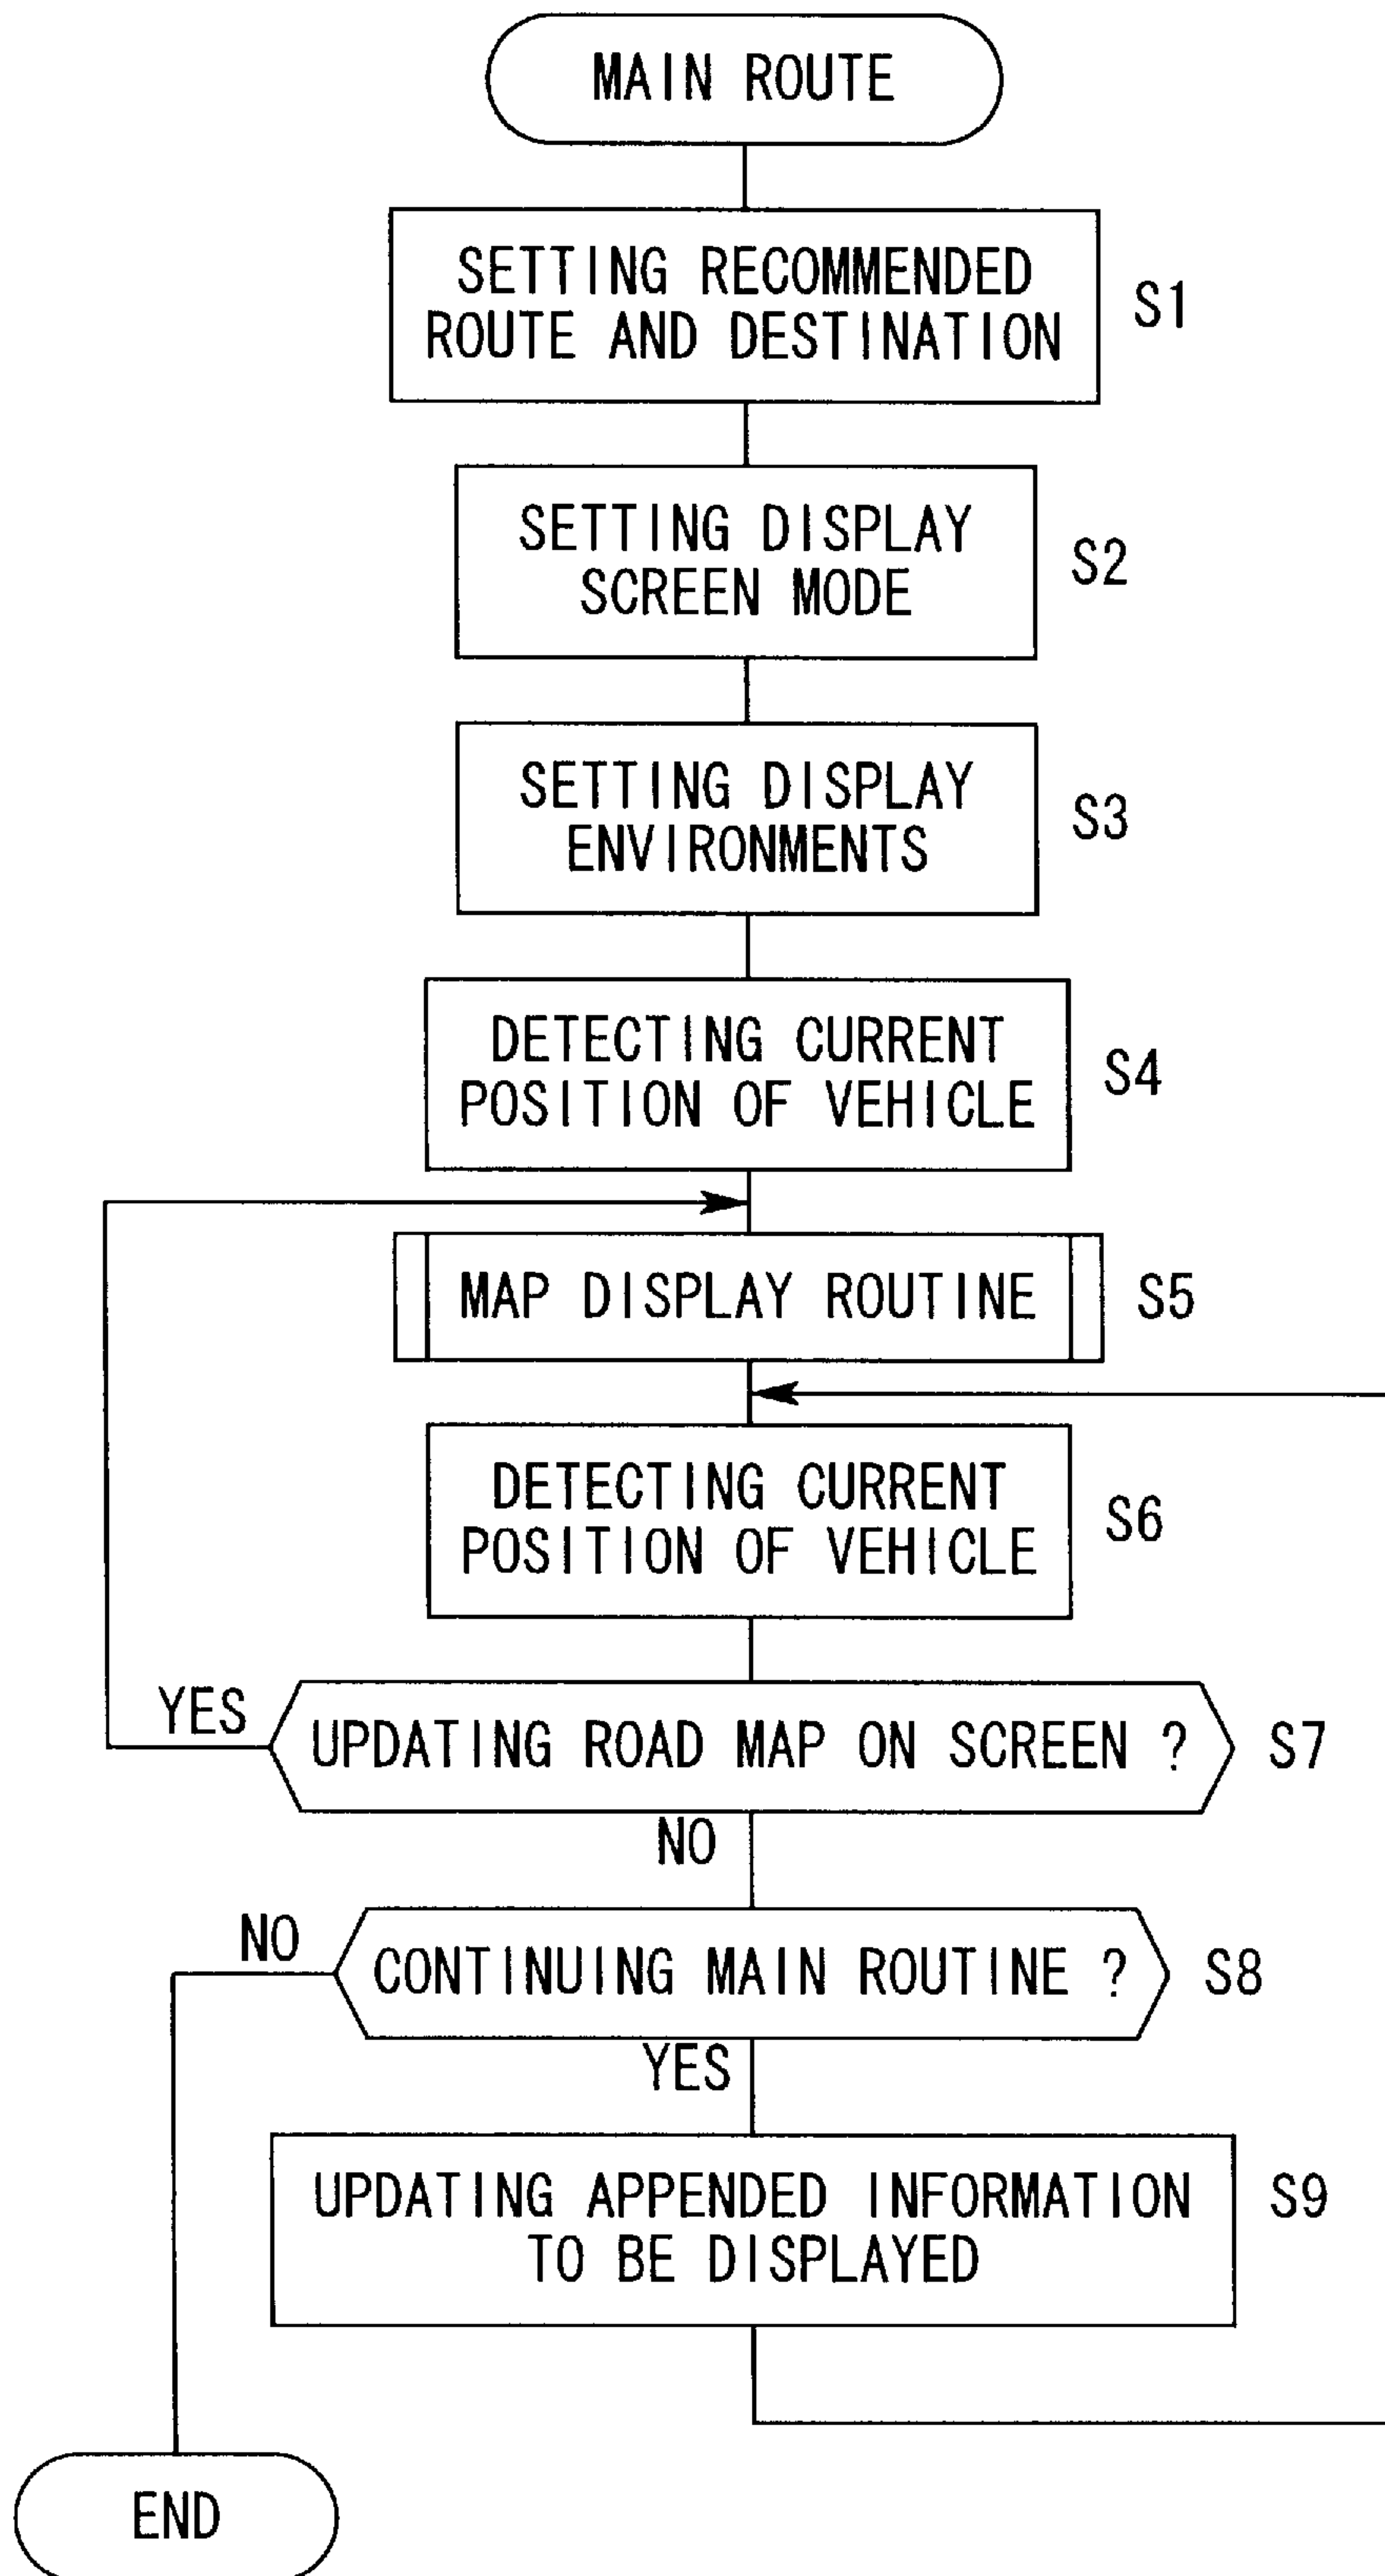 MAIN ROUTE
SETTING RECOMMENDED
ROUTE AND DESTINATION
S1
SETTING DISPLAY
SCREEN MODE
S2
SETTING DISPLAY
ENVIRONMENTS
S3
DETECTING CURRENT
POSITION OF VEHICLE
S4
MAP DISPLAY ROUTINE
S5
DETECTING CURRENT
POSITION OF VEHICLE
S6
YES
UPDATING ROAD MAP ON SCREEN ?
S7
NO
NO
CONTINUING MAIN ROUTINE ?
S8
YES
UPDATING APPENDED INFORMATION
TO BE DISPLAYED
S9
END